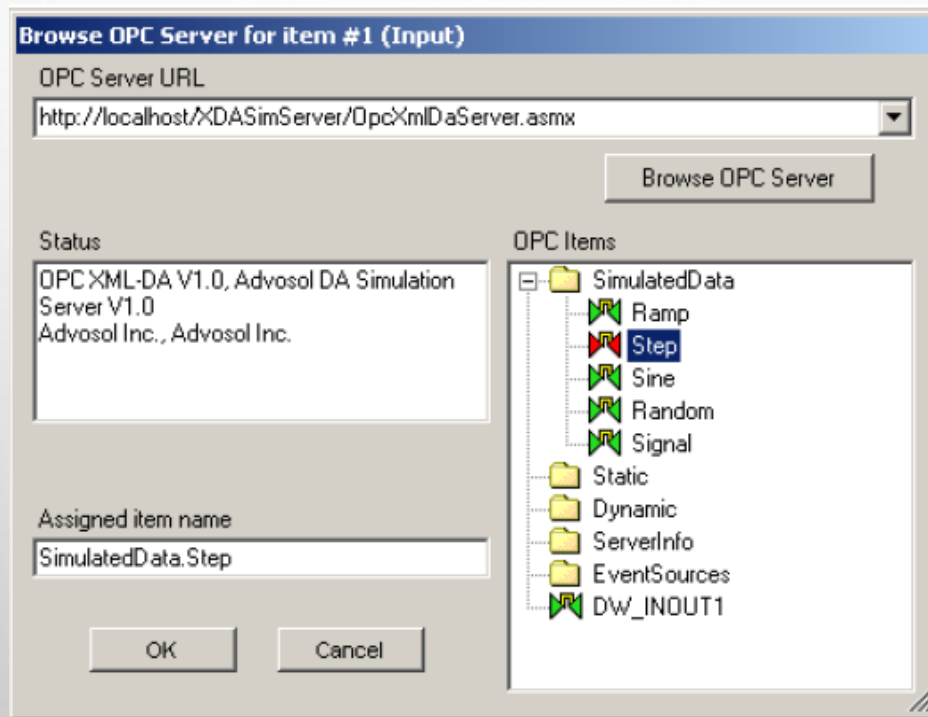 Browse OPC Server for item #1 (Input)
OPC Server URL
http://localhost/XDASimServer/OpcXmlDaServer.asmx
Browse OPC Server
Status
OPC XML-DA V1.0, Advosol DA Simulation
Server V1.0
Advosol Inc., Advosol Inc.
Assigned item name
SimulatedData.Step
OK
Cancel
OPC Items
SimulatedData
Ramp
Step
Sine
Random
Signal
Static
Dynamic
ServerInfo
EventSources
DW_INOUT1